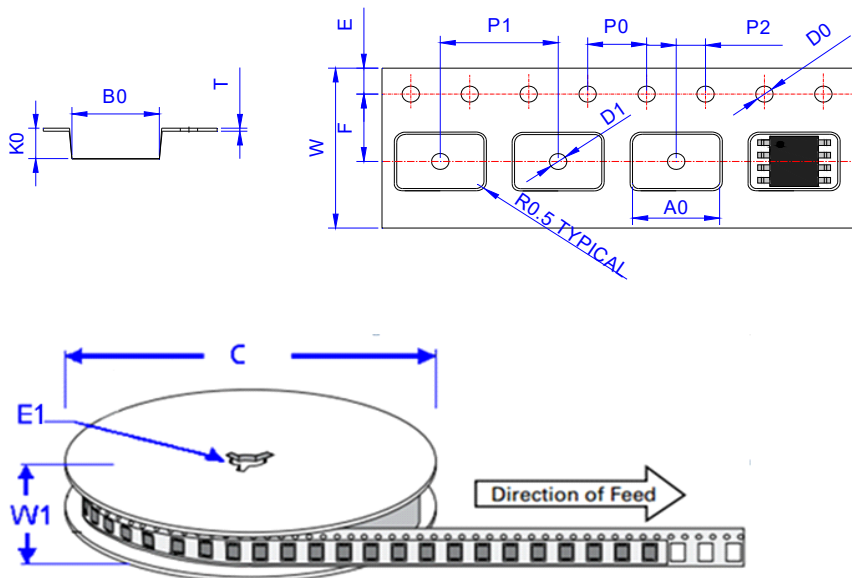 E
P1
P0
P2
D0
T
B0
K0
W
F
D1
A0
R0.5 TYPICAL
C
E1
W1
Direction of Feed